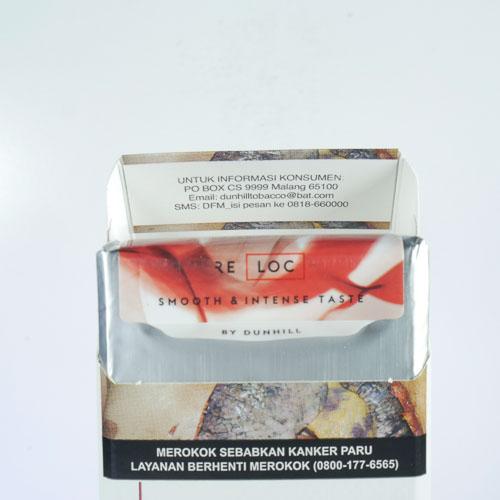 UNTUK INFORMASI KONSUMEN:
PO BOX CS 9999 Malang 65100
Email: dunhilltobacco@bat.com
SMS: DFM_isi pesan ke 0818-660000
RE LOC
SMOOTH & INTENSE TASTE
BY DUNHILL
MEROKOK SEBABKAN KANKER PARU
LAYANAN BERHENTI MEROKOK (0800-177-6565)